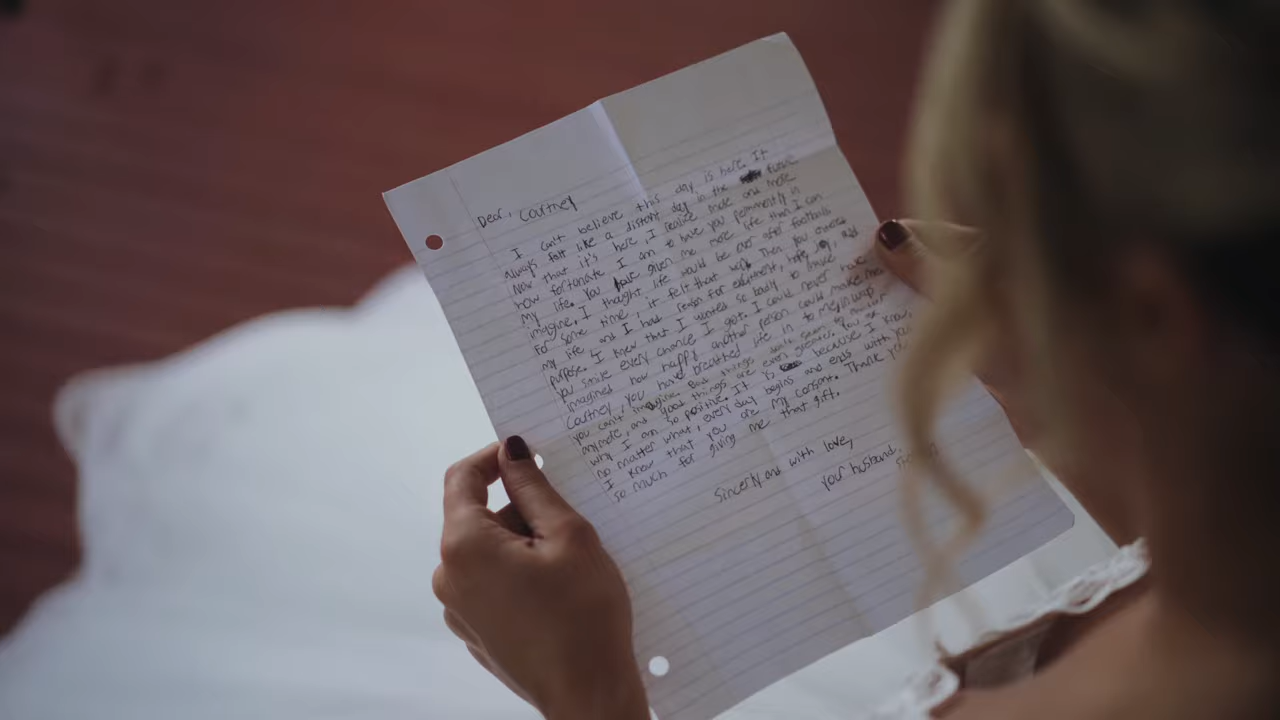 Dear, Courtney
I can't believe this day is here. It
always felt like a distant day in the future
Now that it's here, I realize more and more
how fortunate I am to have you permanently in
my life. You have given me more life than I can
imagine, I thought life would be over after football
For some time, it felt that way. Then you entered
my life and I had reason for excitement, hope, and
purpose. I knew that I wanted so badly to make
you smile every chance I got. I could never have
imagined how happy another person could make me.
Courtney, you have breathed life in to me in ways
you can't imagine. Bad things
anymore, and good things are even greater. You are
why I am so positive. It is because I know,
no matter what, every day begins and ends with you
I know that you are my constant. Thank you
so much for giving me that gift.
Sincerly and with love,
your husband,